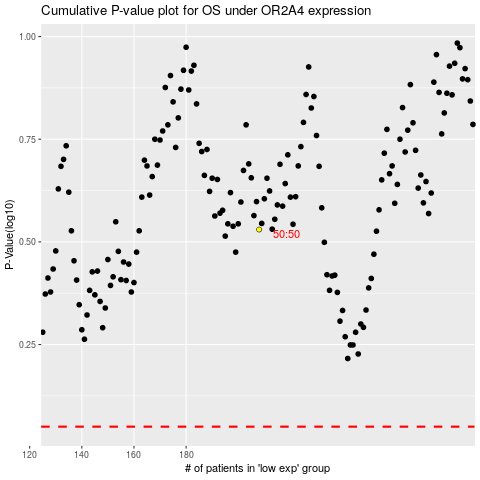 Cumulative P-value plot for OS under OR2A4 expression
P-Value(log10)
1.00
0.75
0.50
0.25
50:50
120 140 160 180
# of patients in 'low exp' group